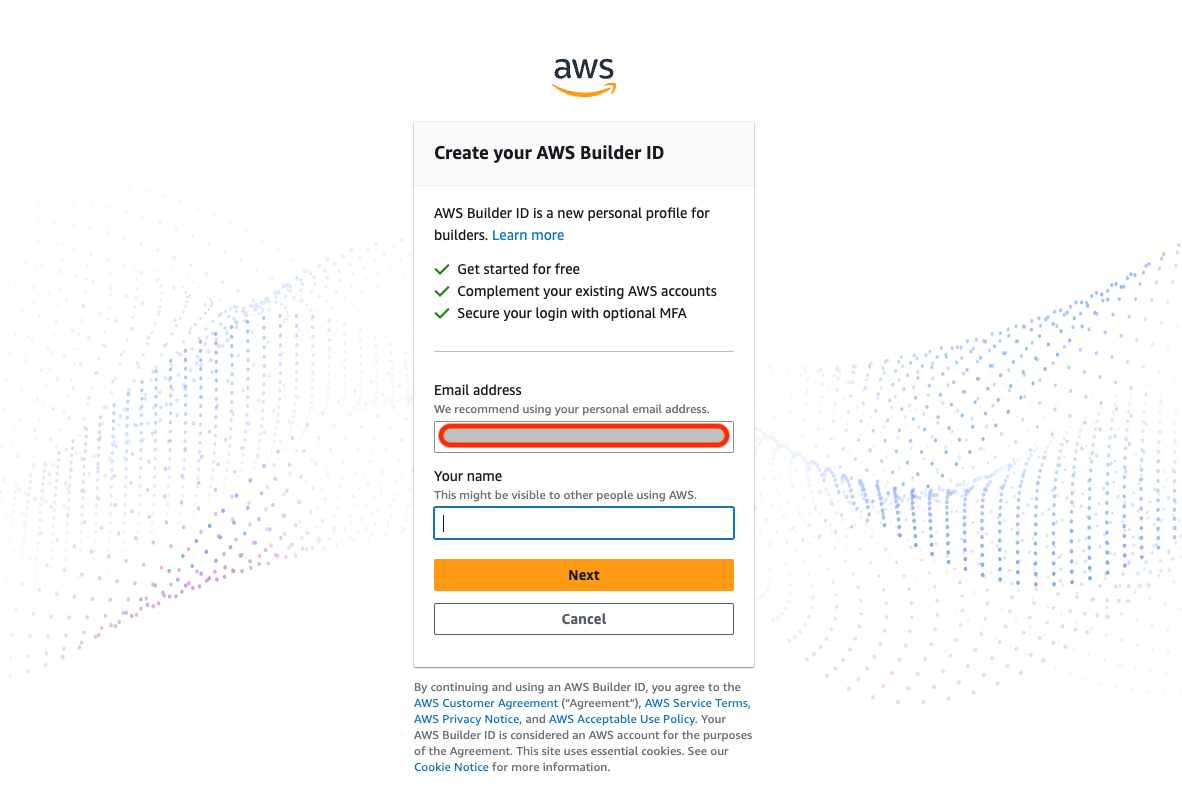 aws
Create your AWS Builder ID
AWS Builder ID is a new personal profile for
builders. Learn more
Get started for free
Complement your existing AWS accounts
Secure your login with optional MFA
Email address
We recommend using your personal email address.
Your name
This might be visible to other people using AWS.
Next
Cancel
By continuing and using an AWS Builder ID, you agree to the
AWS Customer Agreement (“Agreement”), AWS Service Terms,
AWS Privacy Notice, and AWS Acceptable Use Policy. Your
AWS Builder ID is considered an AWS account for the purposes
of the Agreement. This site uses essential cookies. See our
Cookie Notice for more information.